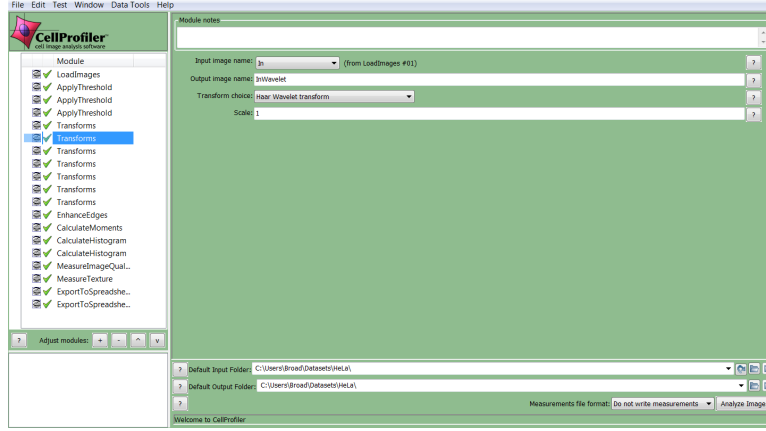 File Edit Test Window Data Tools Help
CellProfiler
cell image analysis software
Module
LoadImages
ApplyThreshold
ApplyThreshold
ApplyThreshold
Transforms
Transforms
Transforms
Transforms
Transforms
Transforms
Transforms
EnhanceEdges
CalculateMoments
CalculateHistogram
CalculateHistogram
MeasureImageQual...
MeasureTexture
ExportToSpreadshe...
ExportToSpreadshe...
? Adjust modules: + - ^ v
Module notes
Input image name: In (from LoadImages #01) ?
Output image name: InWavelet ?
Transform choice: Haar Wavelet transform ?
Scale: 1 ?
? Default Input Folder: C:\Users\Broad\Datasets\HeLa\
? Default Output Folder: C:\Users\Broad\Datasets\HeLa\
? Measurements file format: Do not write measurements Analyze Image
Welcome to CellProfiler